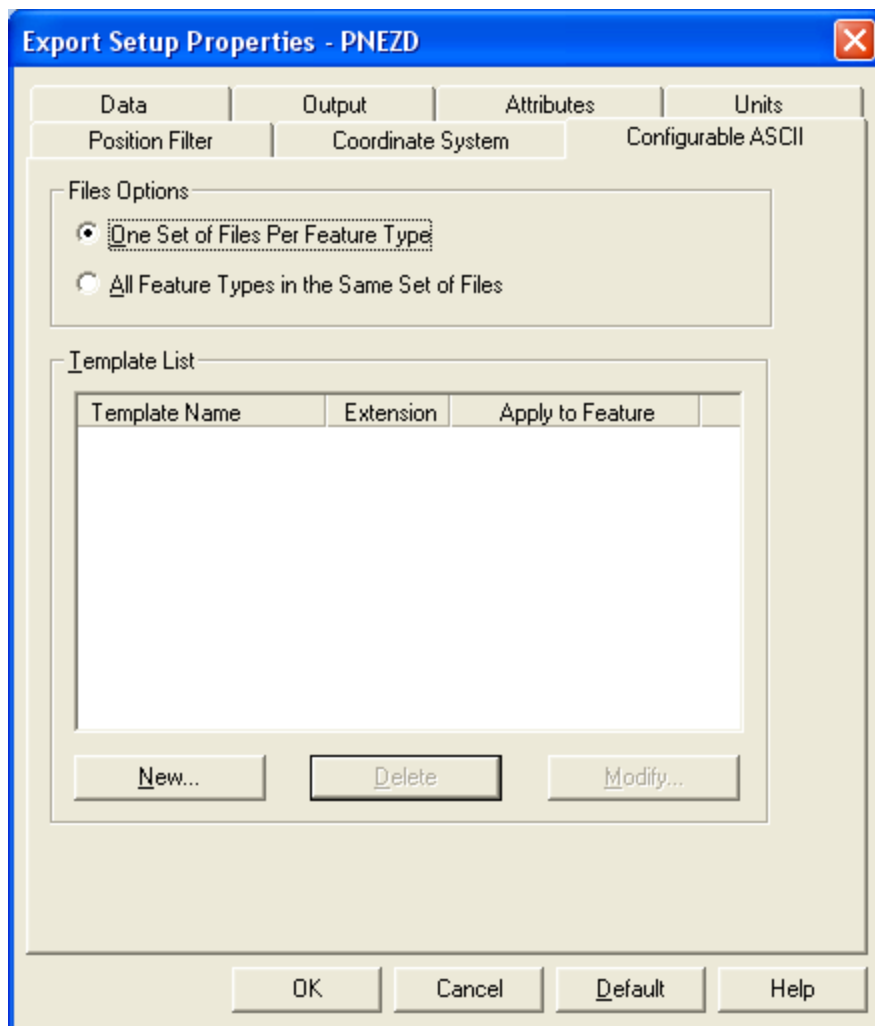 Export Setup Properties - PNEZD
Data Output Attributes Units
Position Filter Coordinate System Configurable ASCII
Files Options
One Set of Files Per Feature Type
All Feature Types in the Same Set of Files
Template List
Template Name Extension Apply to Feature
New... Delete Modify...
OK Cancel Default Help